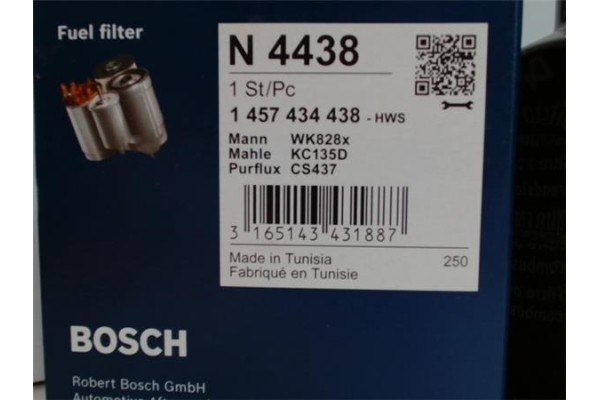 Fuel filter
N 4438
1 St/Pc
1 457 434 438 - HWS
Mann WK828x
Mahle KC135D
Purflux CS437
3 165143 431887
Made in Tunisia
Fabriqué en Tunisie
250
BOSCH
Robert Bosch GmbH